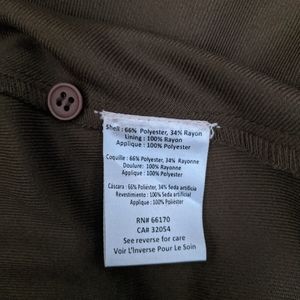 Shell : 66% Polyester, 34% Rayon
Lining : 100% Rayon
Applique : 100% Polyester
Coquille : 66% Polyester, 34% Rayonne
Doulure: 100% Rayonne
Applique : 100% Polyester
Cáscara : 66% Poliéster, 34% Seda artificia
Revestimiento : 100% Seda artificial
Aplique : 100% Poliéster
RN# 66170
CA# 32054
See reverse for care
Voir L'Inverse Pour Le Soin